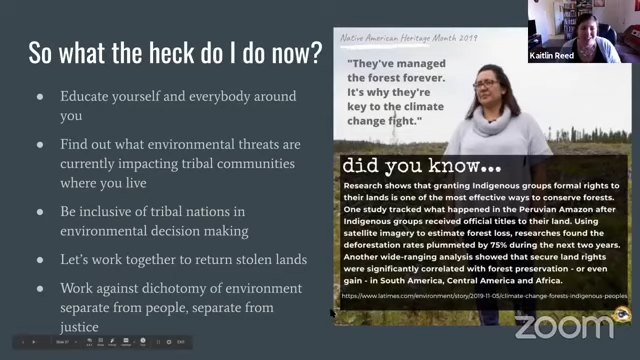 So what the heck do I do now?
● Educate yourself and everybody around
you
● Find out what environmental threats are
currently impacting tribal communities
where you live
● Be inclusive of tribal nations in
environmental decision making
● Let's work together to return stolen lands
● Work against dichotomy of environment
separate from people, separate from
justice
Native American Heritage Month 2019
"They've managed
the forest forever.
It's why they're
key to the climate
change fight."
did you know...
Research shows that granting Indigenous groups formal rights to
their lands is one of the most effective ways to conserve forests.
One study tracked what happened in the Peruvian Amazon after
Indigenous groups received official titles to their land. Using
satellite imagery to estimate forest loss, researches found the
deforestation rates plummeted by 75% during the next two years.
Another wide-ranging analysis showed that secure land rights
were significantly correlated with forest preservation - or even
gain - in South America, Central America and Africa.
https://www.latimes.com/environment/story/2019-11-05/climate-change-forests-indigenous-peoples
Kaitlin Reed
zoom